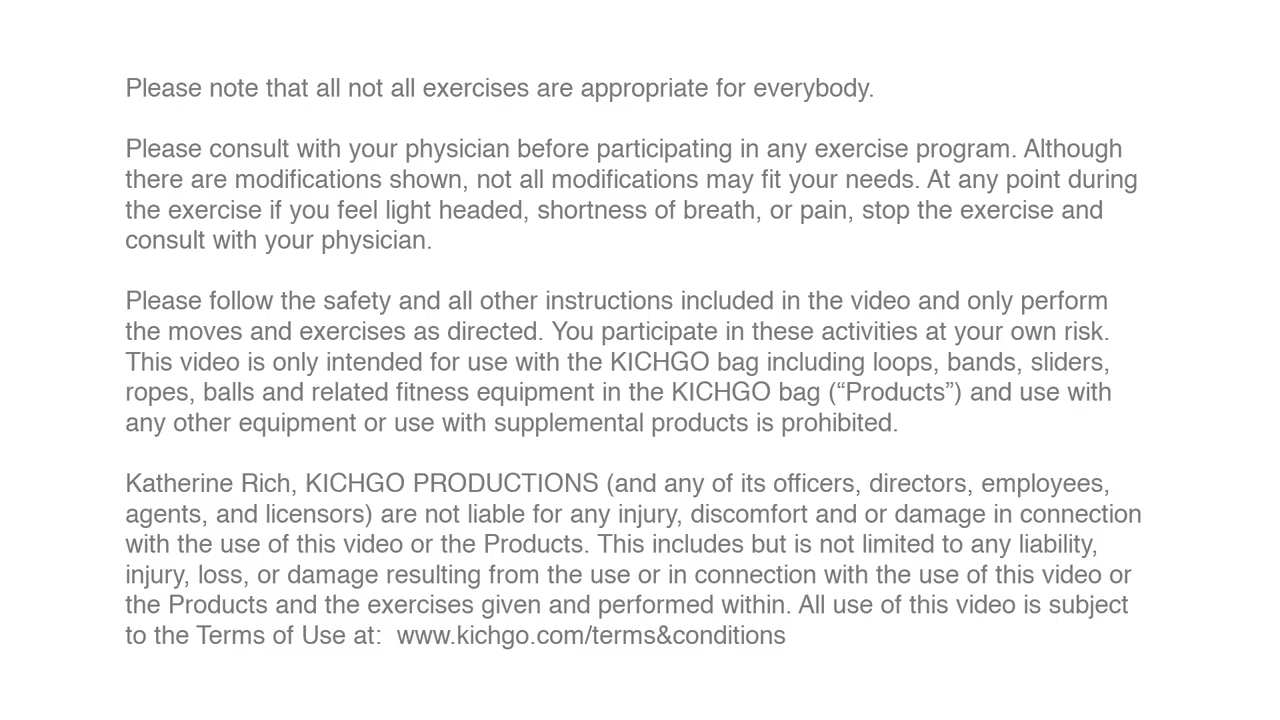 Please note that all not all exercises are appropriate for everybody.
Please consult with your physician before participating in any exercise program. Although
there are modifications shown, not all modifications may fit your needs. At any point during
the exercise if you feel light headed, shortness of breath, or pain, stop the exercise and
consult with your physician.
Please follow the safety and all other instructions included in the video and only perform
the moves and exercises as directed. You participate in these activities at your own risk.
This video is only intended for use with the KICHGO bag including loops, bands, sliders,
ropes, balls and related fitness equipment in the KICHGO bag (“Products”) and use with
any other equipment or use with supplemental products is prohibited.
Katherine Rich, KICHGO PRODUCTIONS (and any of its officers, directors, employees,
agents, and licensors) are not liable for any injury, discomfort and or damage in connection
with the use of this video or the Products. This includes but is not limited to any liability,
injury, loss, or damage resulting from the use or in connection with the use of this video or
the Products and the exercises given and performed within. All use of this video is subject
to the Terms of Use at:  www.kichgo.com/terms&conditions